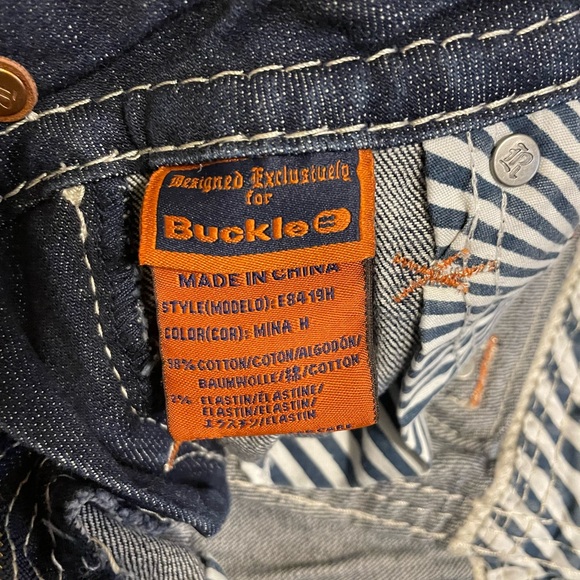 Designed Exclusively
for
Buckle B
MADE IN CHINA
STYLE(MODELO): E8419H
COLOR(COR): MINA H
98% COTTON/COTON/ALGODÓN/
BAUMWOLLE/綿/COTTON
2% ELASTIN/ELASTINE/
ELASTIN/ELASTIN/
エラスチン/ELASTIN